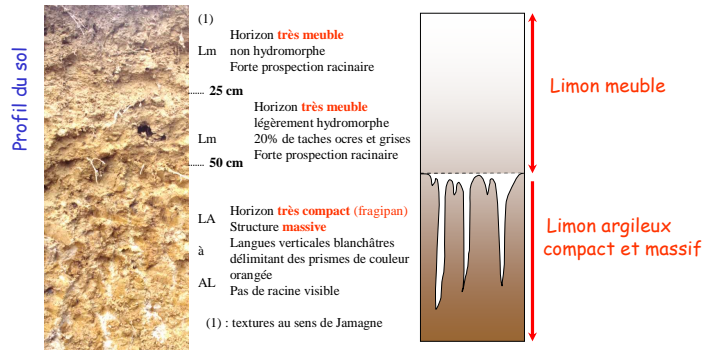 Profil du sol
(1)
Horizon très meuble
Lm non hydromorphe
Forte prospection racinaire
....... 25 cm
Horizon très meuble
légèrement hydromorphe
Lm 20% de taches ocres et grises
Forte prospection racinaire
....... 50 cm
LA Horizon très compact (fragipan)
Structure massive
à Langues verticales blanchâtres
délimitant des prismes de couleur
orangée
AL Pas de racine visible
(1) : textures au sens de Jamagne
Limon meuble
Limon argileux
compact et massif